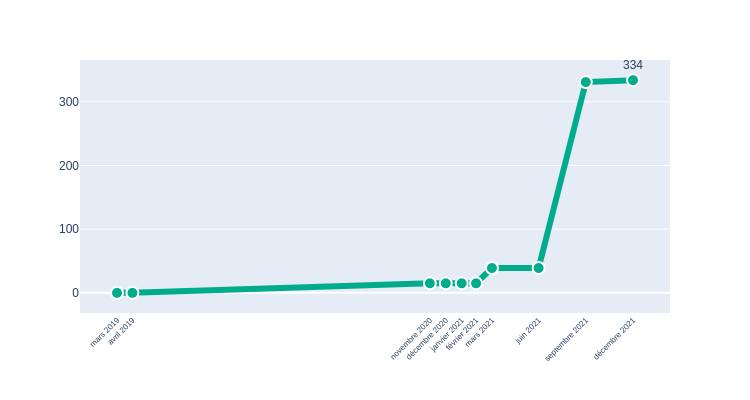 334
300
200
100
0
mars 2019
avril 2019
novembre 2020
décembre 2020
janvier 2021
février 2021
mars 2021
juin 2021
septembre 2021
décembre 2021